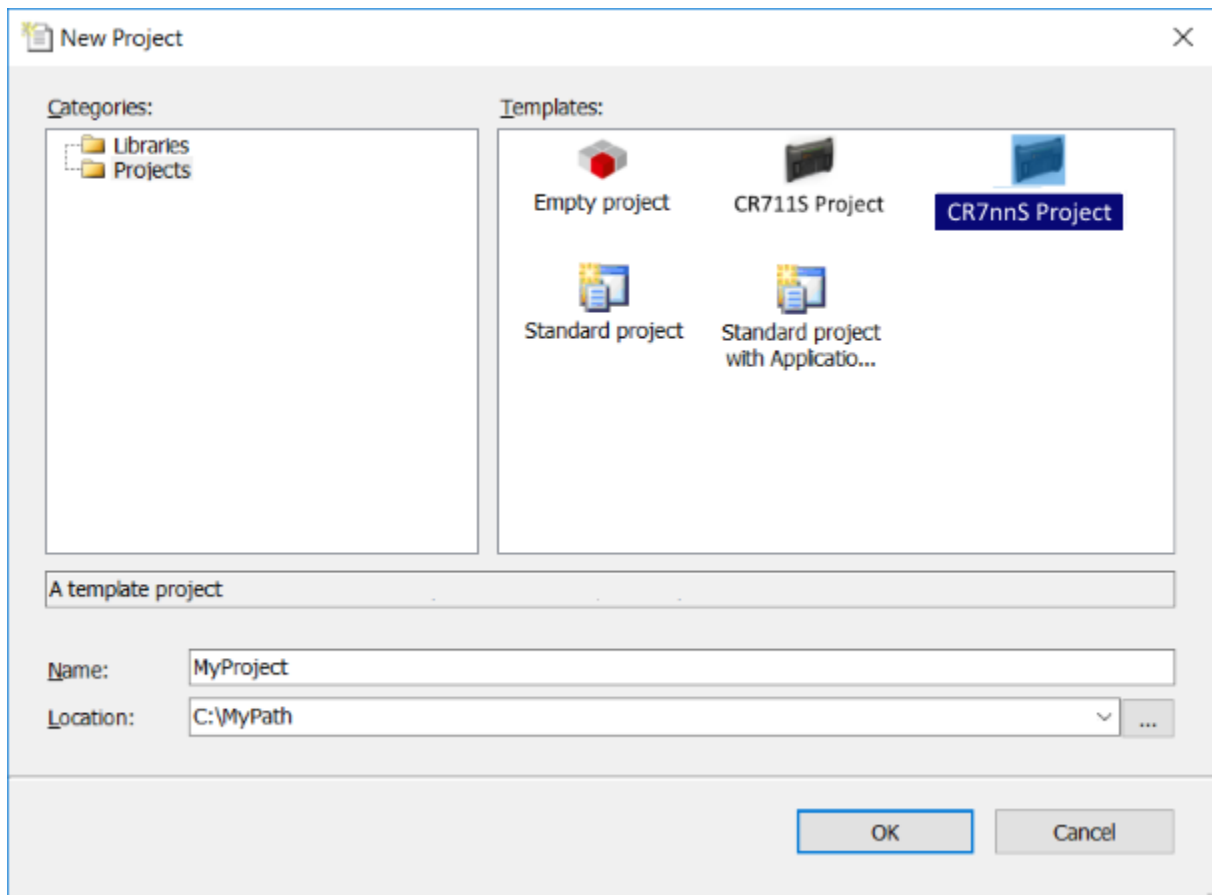 New Project
Categories:
Templates:
Libraries
Projects
Empty project
CR711S Project
CR7nnS Project
Standard project
Standard project
with Applicatio...
A template project
Name:
MyProject
Location:
C:\MyPath
...
OK
Cancel